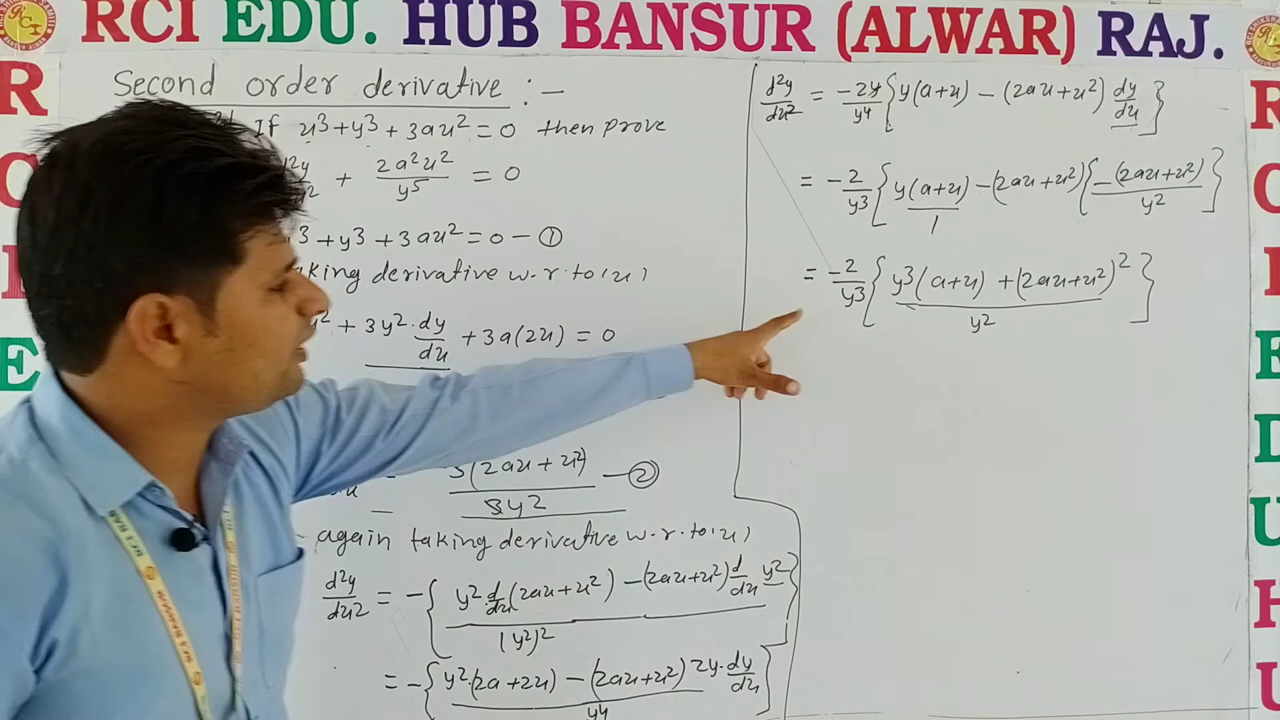 RCI EDU. HUB BANSUR (ALWAR) RAJ.
Second order derivative :-
If x³+y³+3ax²=0 then prove
d²y + 2a²x²/y⁵ = 0
³+y³+3ax²=0 - ①
aking derivative w.r.to(x)
² + 3y².dy/dx + 3a(2x) = 0
= 3(2ax+x²)/3y² - ②
again taking derivative w.r.to(x)
d²y/dx² = -{y² d/dx(2ax+x²) - (2ax+x²) d/dx y²/(y²)²}
= -{y²(2a+2x) - (2ax+x²) 2y.dy/dx/y⁴}
d²y/dx² = -2y/y⁴{y(a+x) - (2ax+x²) dy/dx}
= -2/y³{y(a+x)/1 - (2ax+x²){-(2ax+x²)/y²}}
= -2/y³{y³(a+x)+(2ax+x²)²/y²}
R
C
I
E
R
C
I
E
D
U
H
U